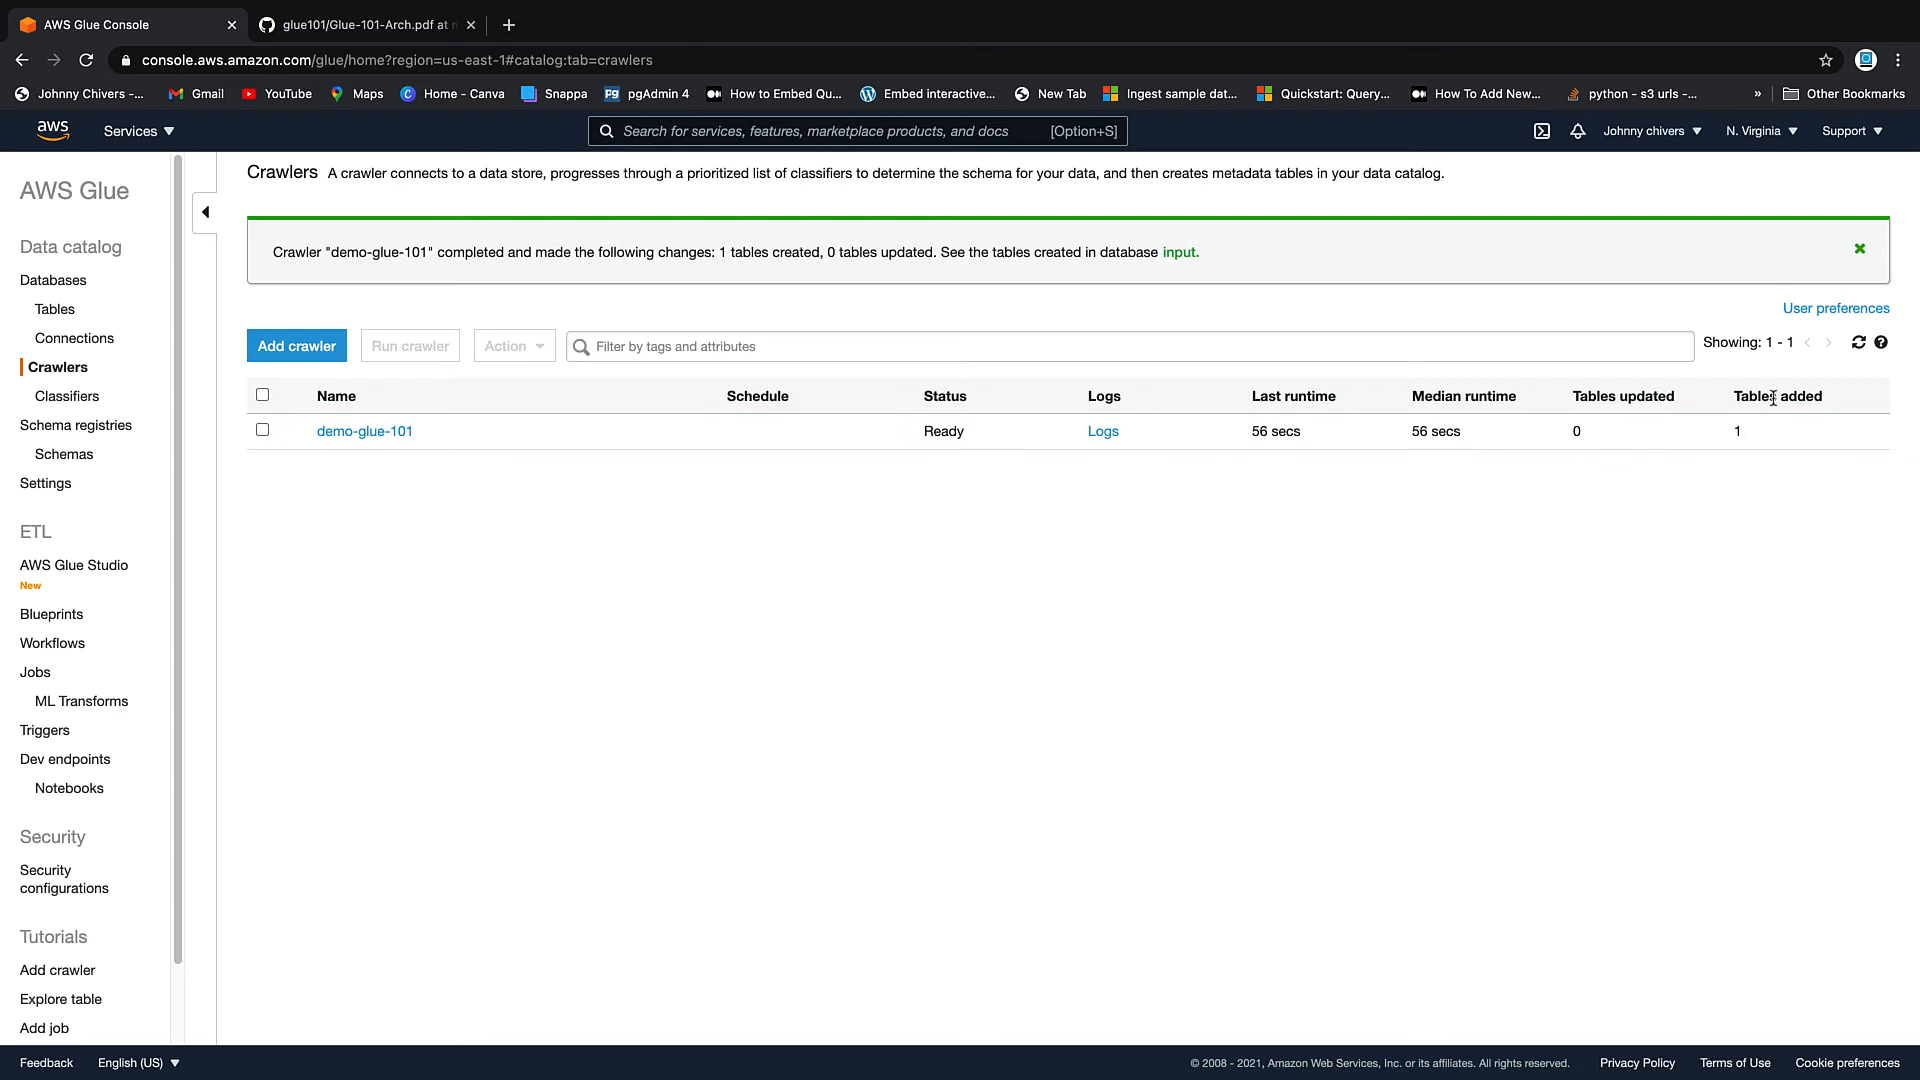 AWS Glue Console
glue101/Glue-101-Arch.pdf at
console.aws.amazon.com/glue/home?region=us-east-1#catalog:tab=crawlers
Johnny Chivers -...
Gmail
YouTube
Maps
Home - Canva
Snappa
pgAdmin 4
How to Embed Qu...
Embed interactive...
New Tab
Ingest sample dat...
Quickstart: Query,...
How To Add New...
python - s3 urls -...
»
Other Bookmarks
aws
Services
Search for services, features, marketplace products, and docs
[Option+S]
Johnny chivers
N. Virginia
Support
AWS Glue
Data catalog
Databases
Tables
Connections
Crawlers
Classifiers
Schema registries
Schemas
Settings
ETL
AWS Glue Studio
New
Blueprints
Workflows
Jobs
ML Transforms
Triggers
Dev endpoints
Notebooks
Security
Security
configurations
Tutorials
Add crawler
Explore table
Add job
Crawlers A crawler connects to a data store, progresses through a prioritized list of classifiers to determine the schema for your data, and then creates metadata tables in your data catalog.
Crawler "demo-glue-101" completed and made the following changes: 1 tables created, 0 tables updated. See the tables created in database input.
User preferences
Add crawler
Run crawler
Action
Filter by tags and attributes
Showing: 1 - 1
Name Schedule Status Logs Last runtime Median runtime Tables updated Tables added
demo-glue-101 Ready Logs 56 secs 56 secs 0 1
Feedback
English (US)
© 2008 - 2021, Amazon Web Services, Inc. or its affiliates. All rights reserved.
Privacy Policy
Terms of Use
Cookie preferences